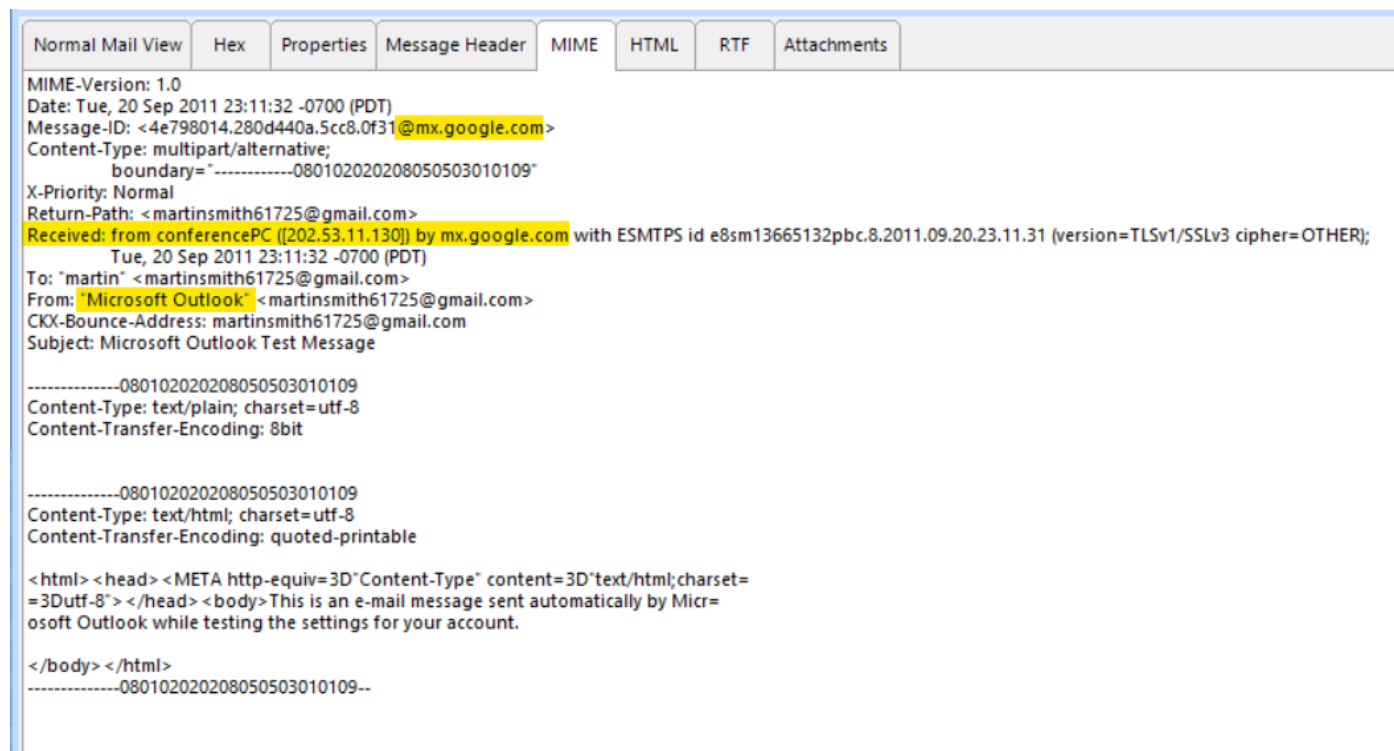 Normal Mail View Hex Properties Message Header MIME HTML RTF Attachments
MIME-Version: 1.0
Date: Tue, 20 Sep 2011 23:11:32 -0700 (PDT)
Message-ID: <4e798014.280d440a.5cc8.0f31@mx.google.com>
Content-Type: multipart/alternative;
boundary="------------080102020208050503010109"
X-Priority: Normal
Return-Path: <martinsmith61725@gmail.com>
Received: from conferencePC ([202.53.11.130]) by mx.google.com with ESMTPS id e8sm13665132pbc.8.2011.09.20.23.11.31 (version=TLSv1/SSLv3 cipher=OTHER);
Tue, 20 Sep 2011 23:11:32 -0700 (PDT)
To: "martin" <martinsmith61725@gmail.com>
From: "Microsoft Outlook" <martinsmith61725@gmail.com>
CKX-Bounce-Address: martinsmith61725@gmail.com
Subject: Microsoft Outlook Test Message
--------------080102020208050503010109
Content-Type: text/plain; charset=utf-8
Content-Transfer-Encoding: 8bit
--------------080102020208050503010109
Content-Type: text/html; charset=utf-8
Content-Transfer-Encoding: quoted-printable
<html><head><META http-equiv=3D"Content-Type" content=3D"text/html;charset=
=3Dutf-8"></head><body>This is an e-mail message sent automatically by Micr=
osoft Outlook while testing the settings for your account.
</body></html>
--------------080102020208050503010109--